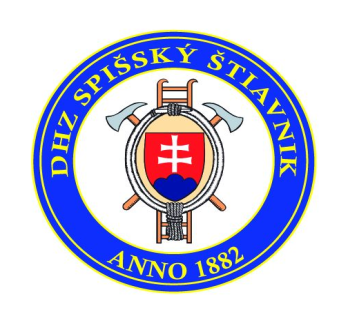 DHZ SPIŠSKÝ ŠTIAVNIK
ANNO 1882